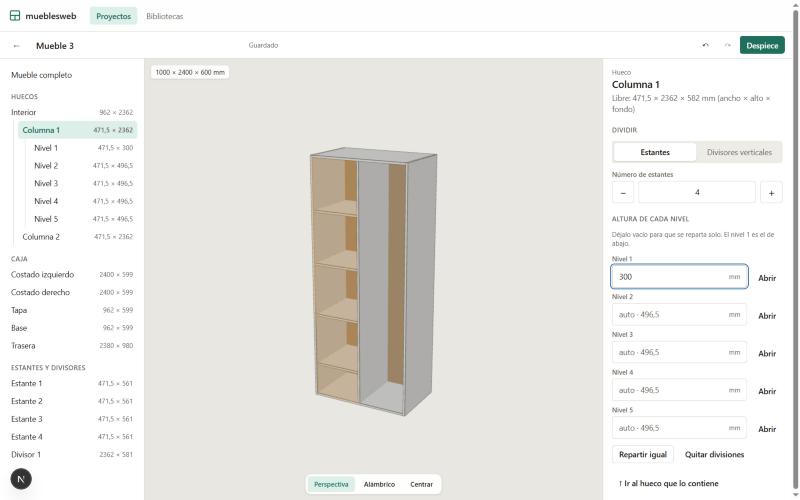 mueblesweb Proyectos Bibliotecas
← Mueble 3 Guardado Despiece
Mueble completo
HUECOS
Interior 962 × 2362
Columna 1 471,5 × 2362
Nivel 1 471,5 × 300
Nivel 2 471,5 × 496,5
Nivel 3 471,5 × 496,5
Nivel 4 471,5 × 496,5
Nivel 5 471,5 × 496,5
Columna 2 471,5 × 2362
CAJA
Costado izquierdo 2400 × 599
Costado derecho 2400 × 599
Tapa 962 × 599
Base 962 × 599
Trasera 2380 × 980
ESTANTES Y DIVISORES
Estante 1 471,5 × 561
Estante 2 471,5 × 561
Estante 3 471,5 × 561
Estante 4 471,5 × 561
Divisor 1 2362 × 581
N
1000 × 2400 × 600 mm
Perspectiva Alámbrico Centrar
Hueco
Columna 1
Libre: 471,5 × 2362 × 582 mm (ancho × alto ×
fondo)
DIVIDIR
Estantes Divisores verticales
Número de estantes
− 4 +
ALTURA DE CADA NIVEL
Déjalo vacío para que se reparta solo. El nivel 1 es el de
abajo.
Nivel 1
300 mm Abrir
Nivel 2
auto · 496,5 mm Abrir
Nivel 3
auto · 496,5 mm Abrir
Nivel 4
auto · 496,5 mm Abrir
Nivel 5
auto · 496,5 mm Abrir
Repartir igual Quitar divisiones
↑ Ir al hueco que lo contiene